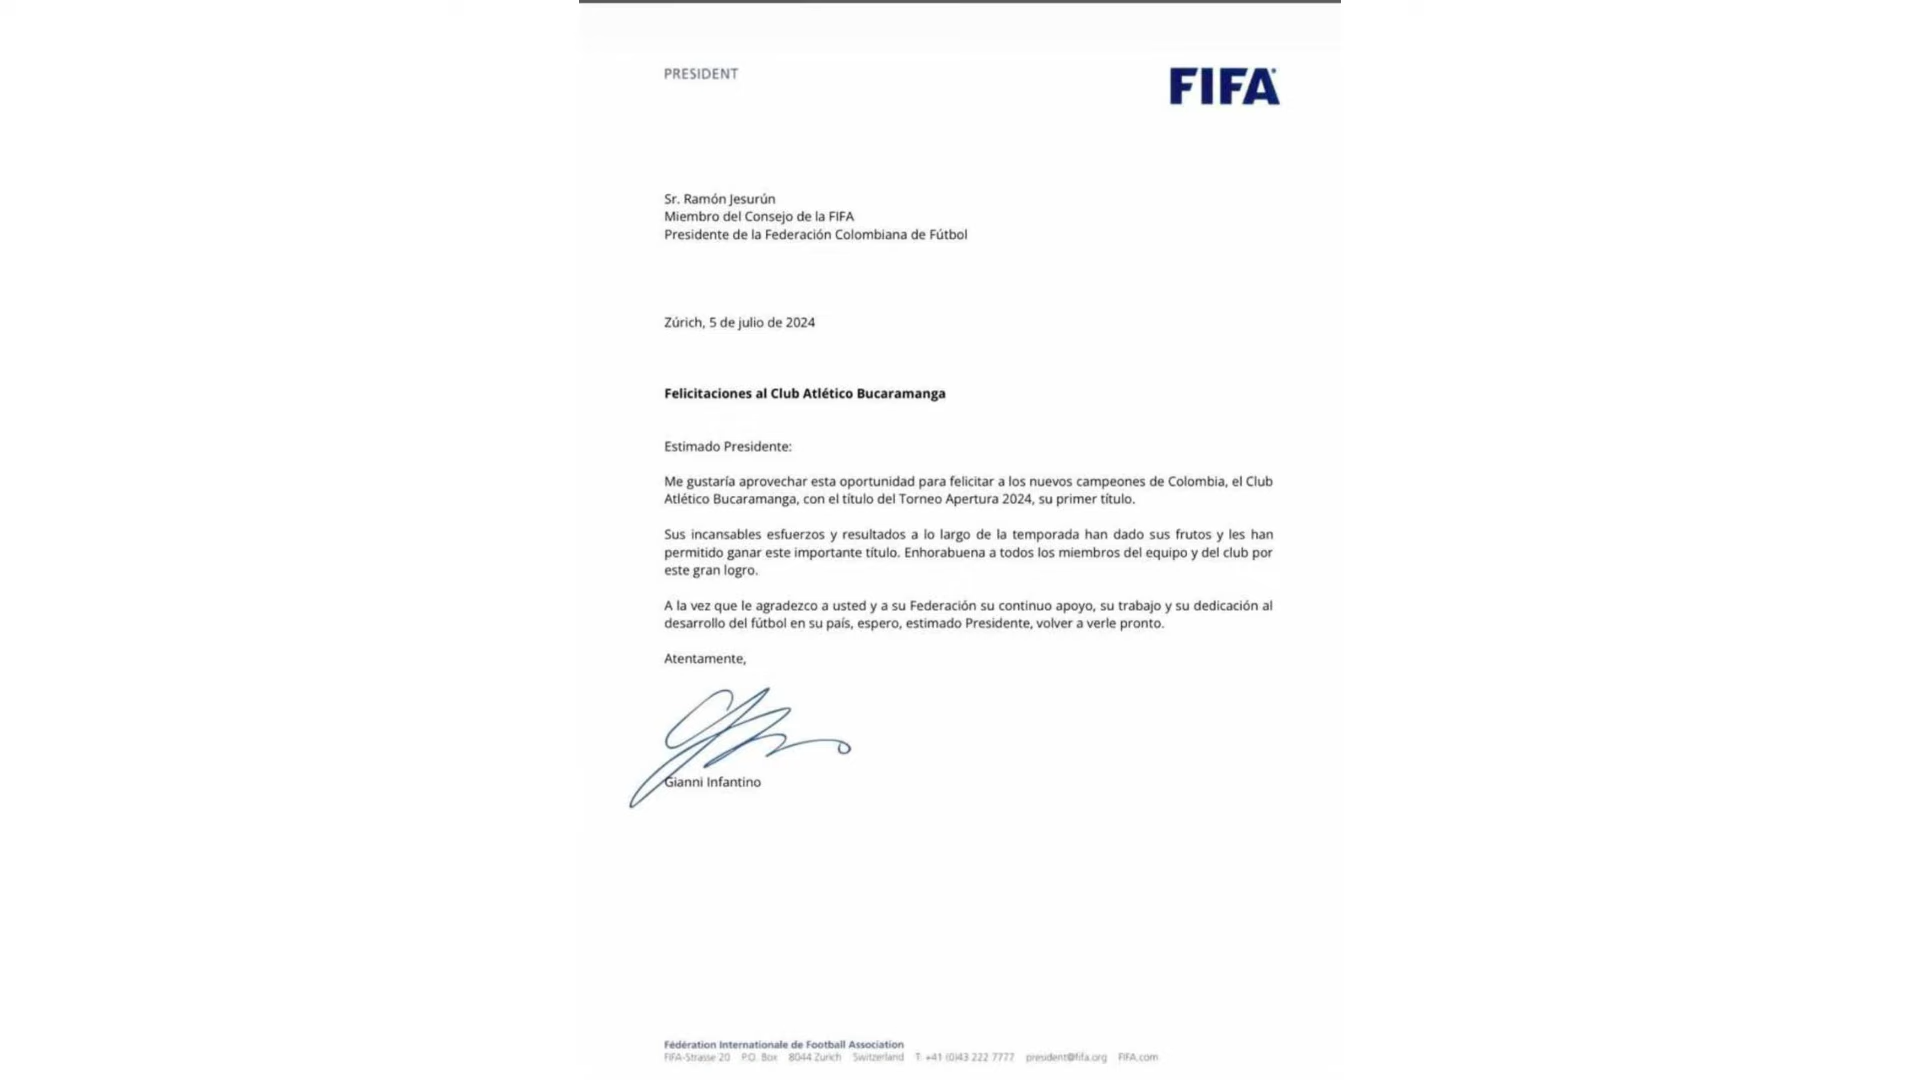 PRESIDENT
FIFA
Sr. Ramón Jesurún
Miembro del Consejo de la FIFA
Presidente de la Federación Colombiana de Fútbol
Zúrich, 5 de julio de 2024
Felicitaciones al Club Atlético Bucaramanga
Estimado Presidente:
Me gustaría aprovechar esta oportunidad para felicitar a los nuevos campeones de Colombia, el Club
Atlético Bucaramanga, con el título del Torneo Apertura 2024, su primer título.
Sus incansables esfuerzos y resultados a lo largo de la temporada han dado sus frutos y les han
permitido ganar este importante título. Enhorabuena a todos los miembros del equipo y del club por
este gran logro.
A la vez que le agradezco a usted y a su Federación su continuo apoyo, su trabajo y su dedicación al
desarrollo del fútbol en su país, espero, estimado Presidente, volver a verle pronto.
Atentamente,
Gianni Infantino
Fédération Internationale de Football Association
FIFA-Strasse 20 P.O. Box 8044 Zurich Switzerland T: +41 (0)43 222 7777 president@fifa.org FIFA.com